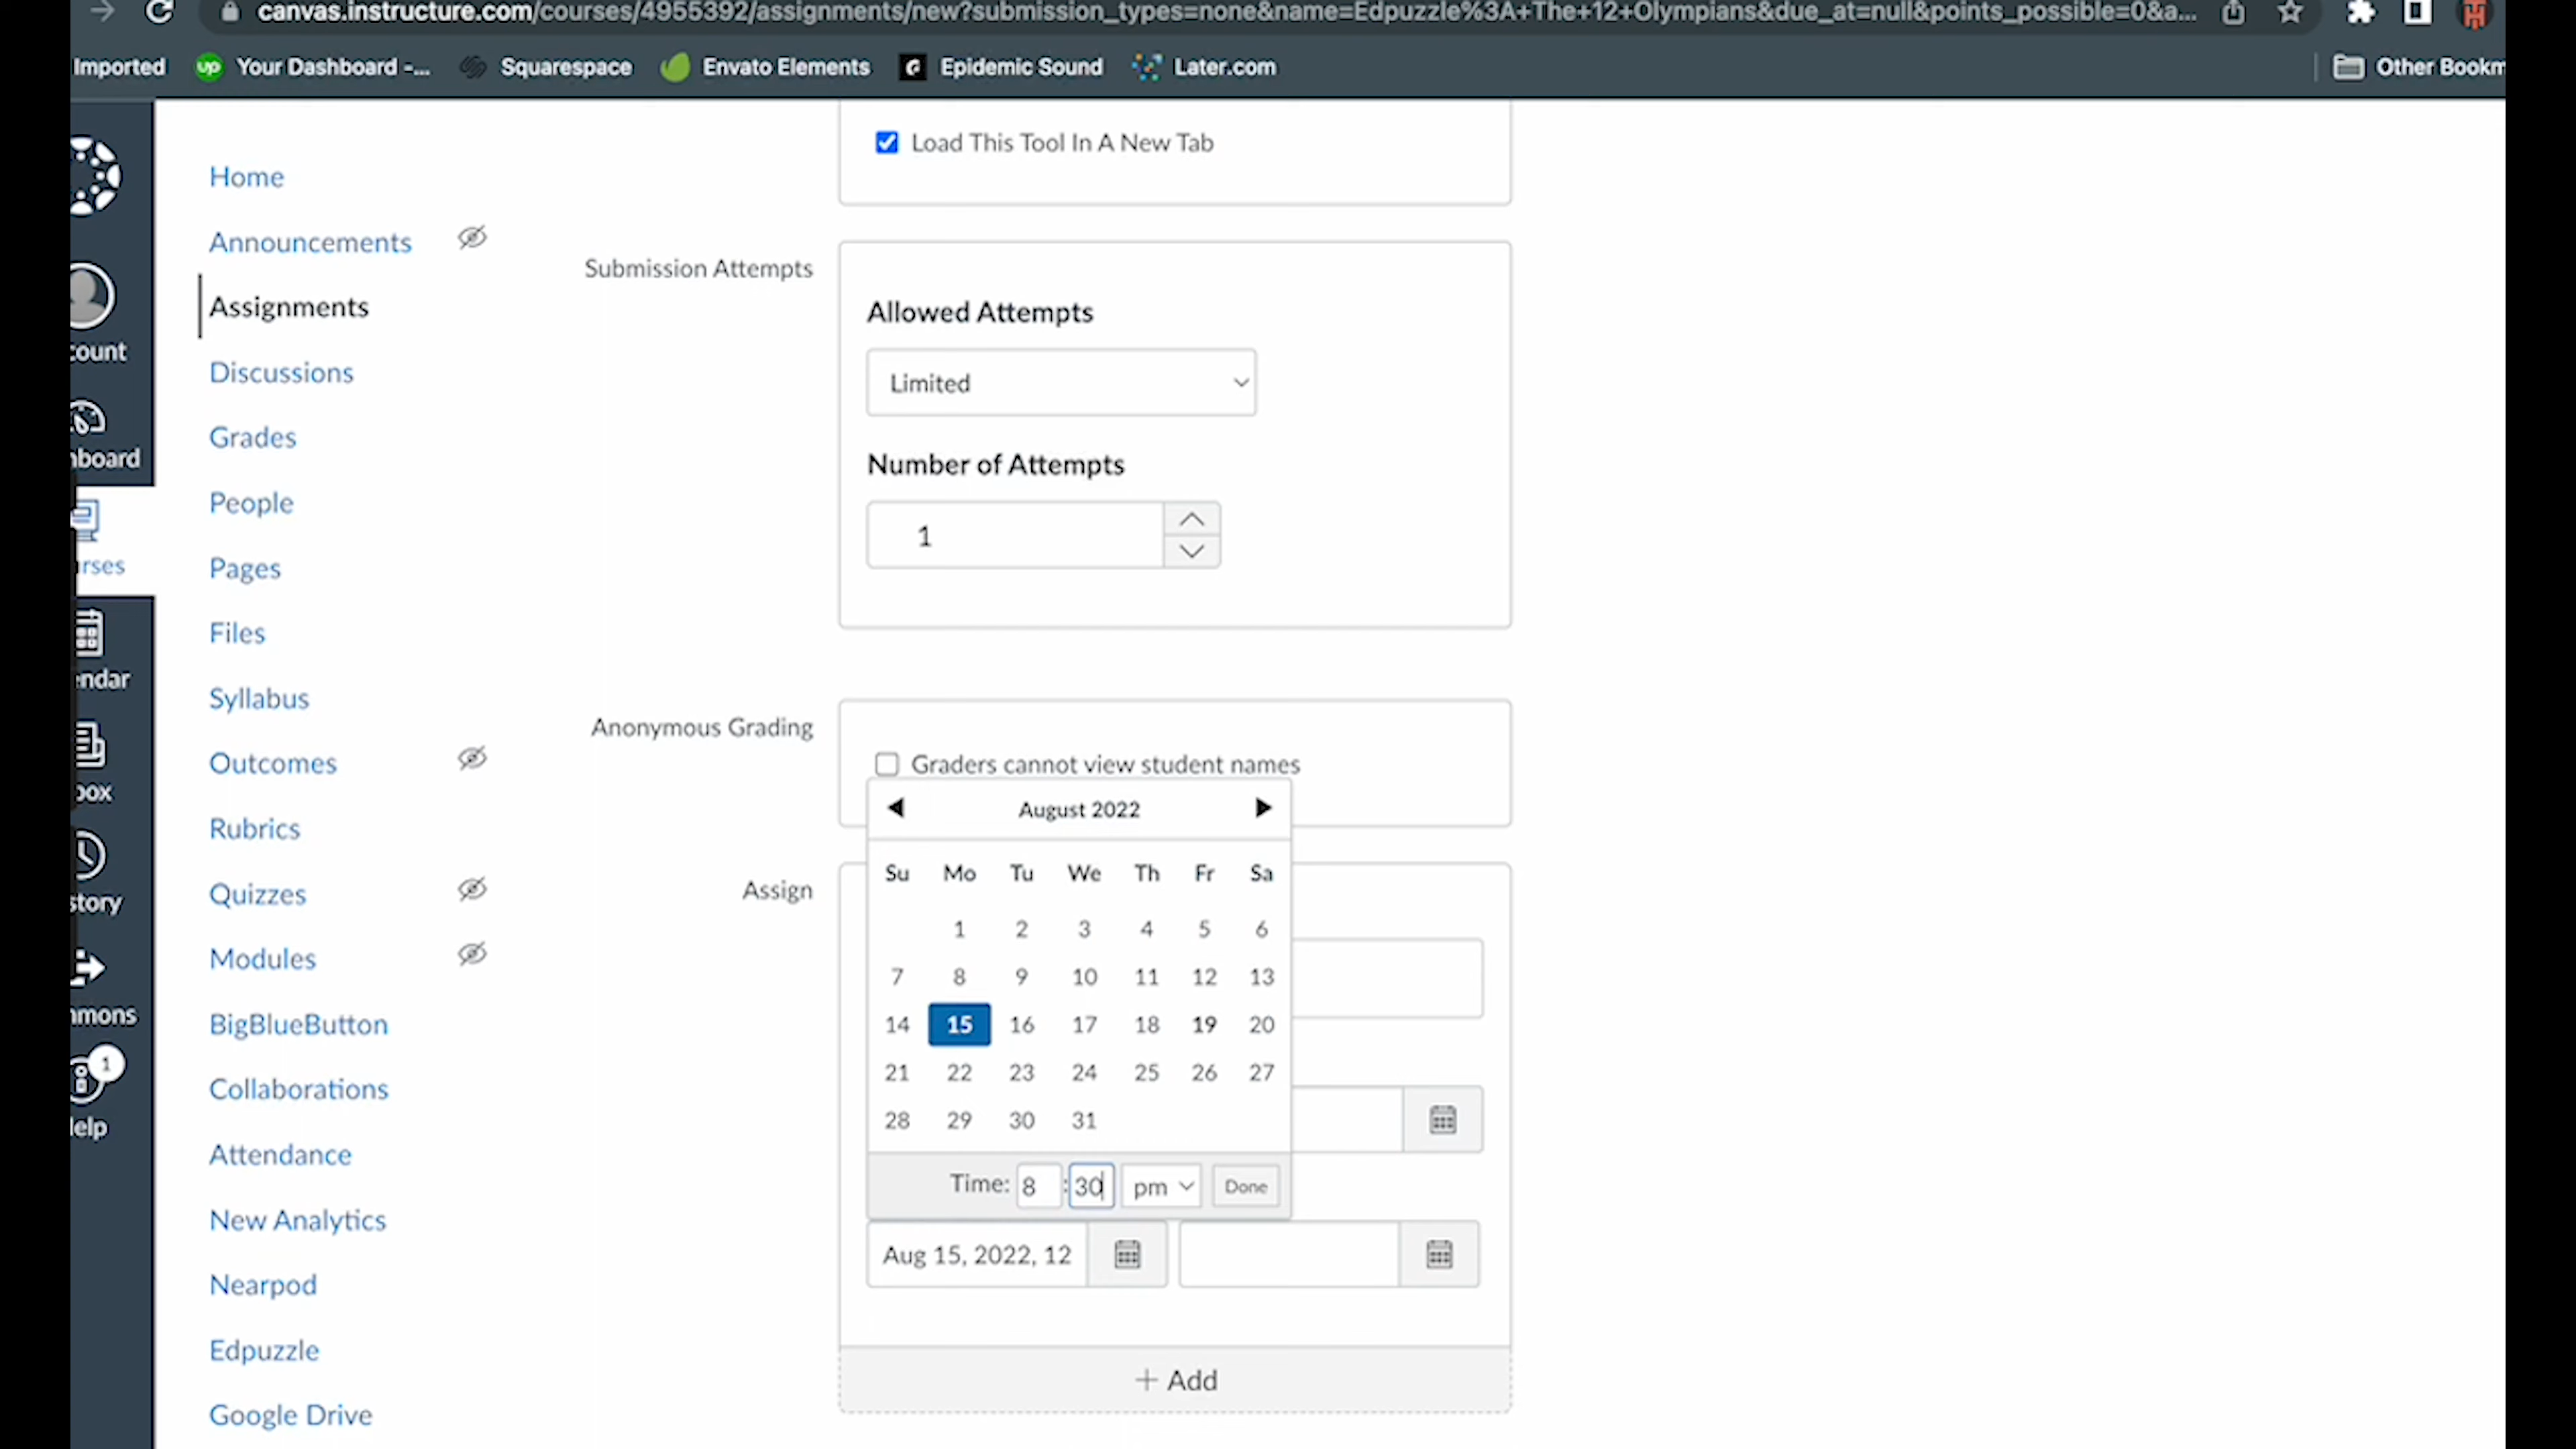 canvas.instructure.com/courses/4955392/assignments/new?submission_types=none&name=Edpuzzle%3A+The+12+Olympians&due_at=null&points_possible=0&a...
Imported
up Your Dashboard -...
Squarespace
Envato Elements
Epidemic Sound
Later.com
Other Bookm
count
board
rses
ndar
box
story
mmons
1
elp
Home
Announcements
Assignments
Discussions
Grades
People
Pages
Files
Syllabus
Outcomes
Rubrics
Quizzes
Modules
BigBlueButton
Collaborations
Attendance
New Analytics
Nearpod
Edpuzzle
Google Drive
Load This Tool In A New Tab
Submission Attempts
Allowed Attempts
Limited
Number of Attempts
1
Anonymous Grading
Graders cannot view student names
Assign
August 2022
Su Mo Tu We Th Fr Sa
1 2 3 4 5 6
7 8 9 10 11 12 13
14 15 16 17 18 19 20
21 22 23 24 25 26 27
28 29 30 31
Time: 8 : 30 pm Done
Aug 15, 2022, 12
+ Add